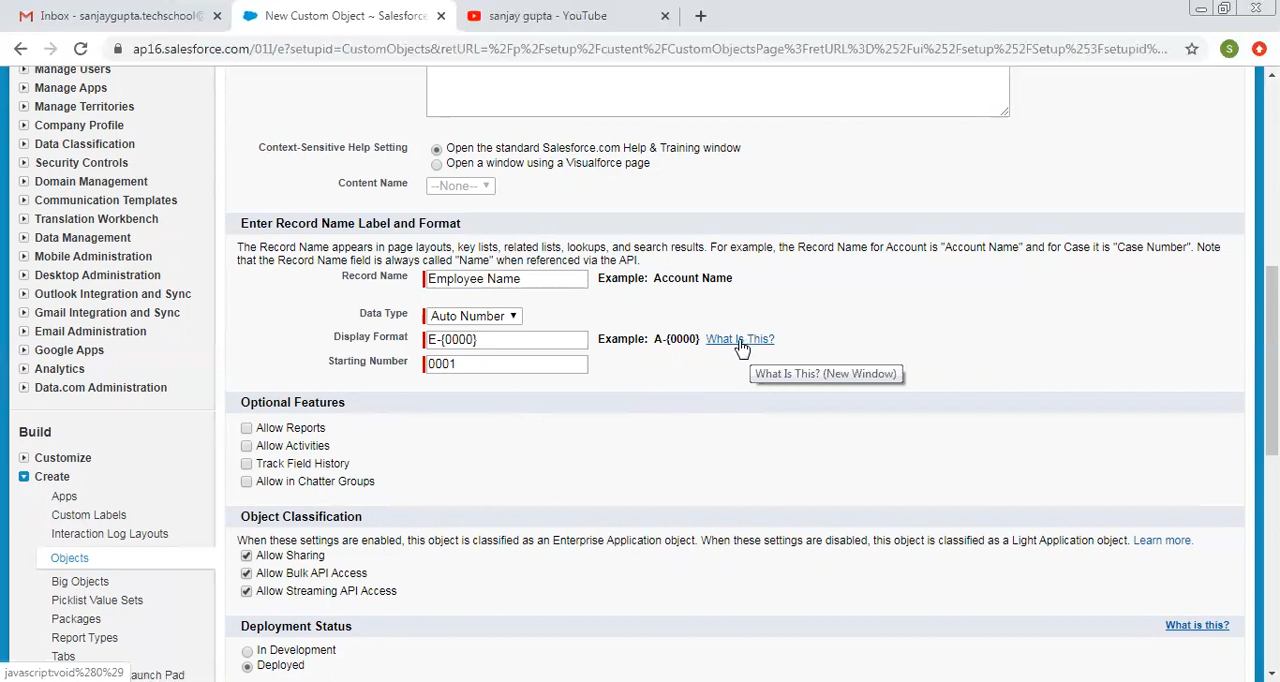 Inbox - sanjaygupta.techschool@
New Custom Object ~ Salesforce
sanjay gupta - YouTube
ap16.salesforce.com/01I/e?setupid=CustomObjects&retURL=%2Fp%2Fsetup%2Fcustent%2FCustomObjectsPage%3FretURL%3D%252Fui%252Fsetup%252FSetup%253Fsetupid%...
S
Manage Users
Manage Apps
Manage Territories
Company Profile
Data Classification
Security Controls
Domain Management
Communication Templates
Translation Workbench
Data Management
Mobile Administration
Desktop Administration
Outlook Integration and Sync
Gmail Integration and Sync
Email Administration
Google Apps
Analytics
Data.com Administration
Build
Customize
Create
Apps
Custom Labels
Interaction Log Layouts
Objects
Big Objects
Picklist Value Sets
Packages
Report Types
Tabs
aunch Pad
javascript:void%280%29
Context-Sensitive Help Setting
Open the standard Salesforce.com Help & Training window
Open a window using a Visualforce page
Content Name
--None--
Enter Record Name Label and Format
The Record Name appears in page layouts, key lists, related lists, lookups, and search results. For example, the Record Name for Account is "Account Name" and for Case it is "Case Number". Note
that the Record Name field is always called "Name" when referenced via the API.
Record Name
Employee Name
Example: Account Name
Data Type
Auto Number
Display Format
E-{0000}
Example: A-{0000} What Is This?
What Is This? (New Window)
Starting Number
0001
Optional Features
Allow Reports
Allow Activities
Track Field History
Allow in Chatter Groups
Object Classification
When these settings are enabled, this object is classified as an Enterprise Application object. When these settings are disabled, this object is classified as a Light Application object. Learn more.
Allow Sharing
Allow Bulk API Access
Allow Streaming API Access
Deployment Status
What is this?
In Development
Deployed